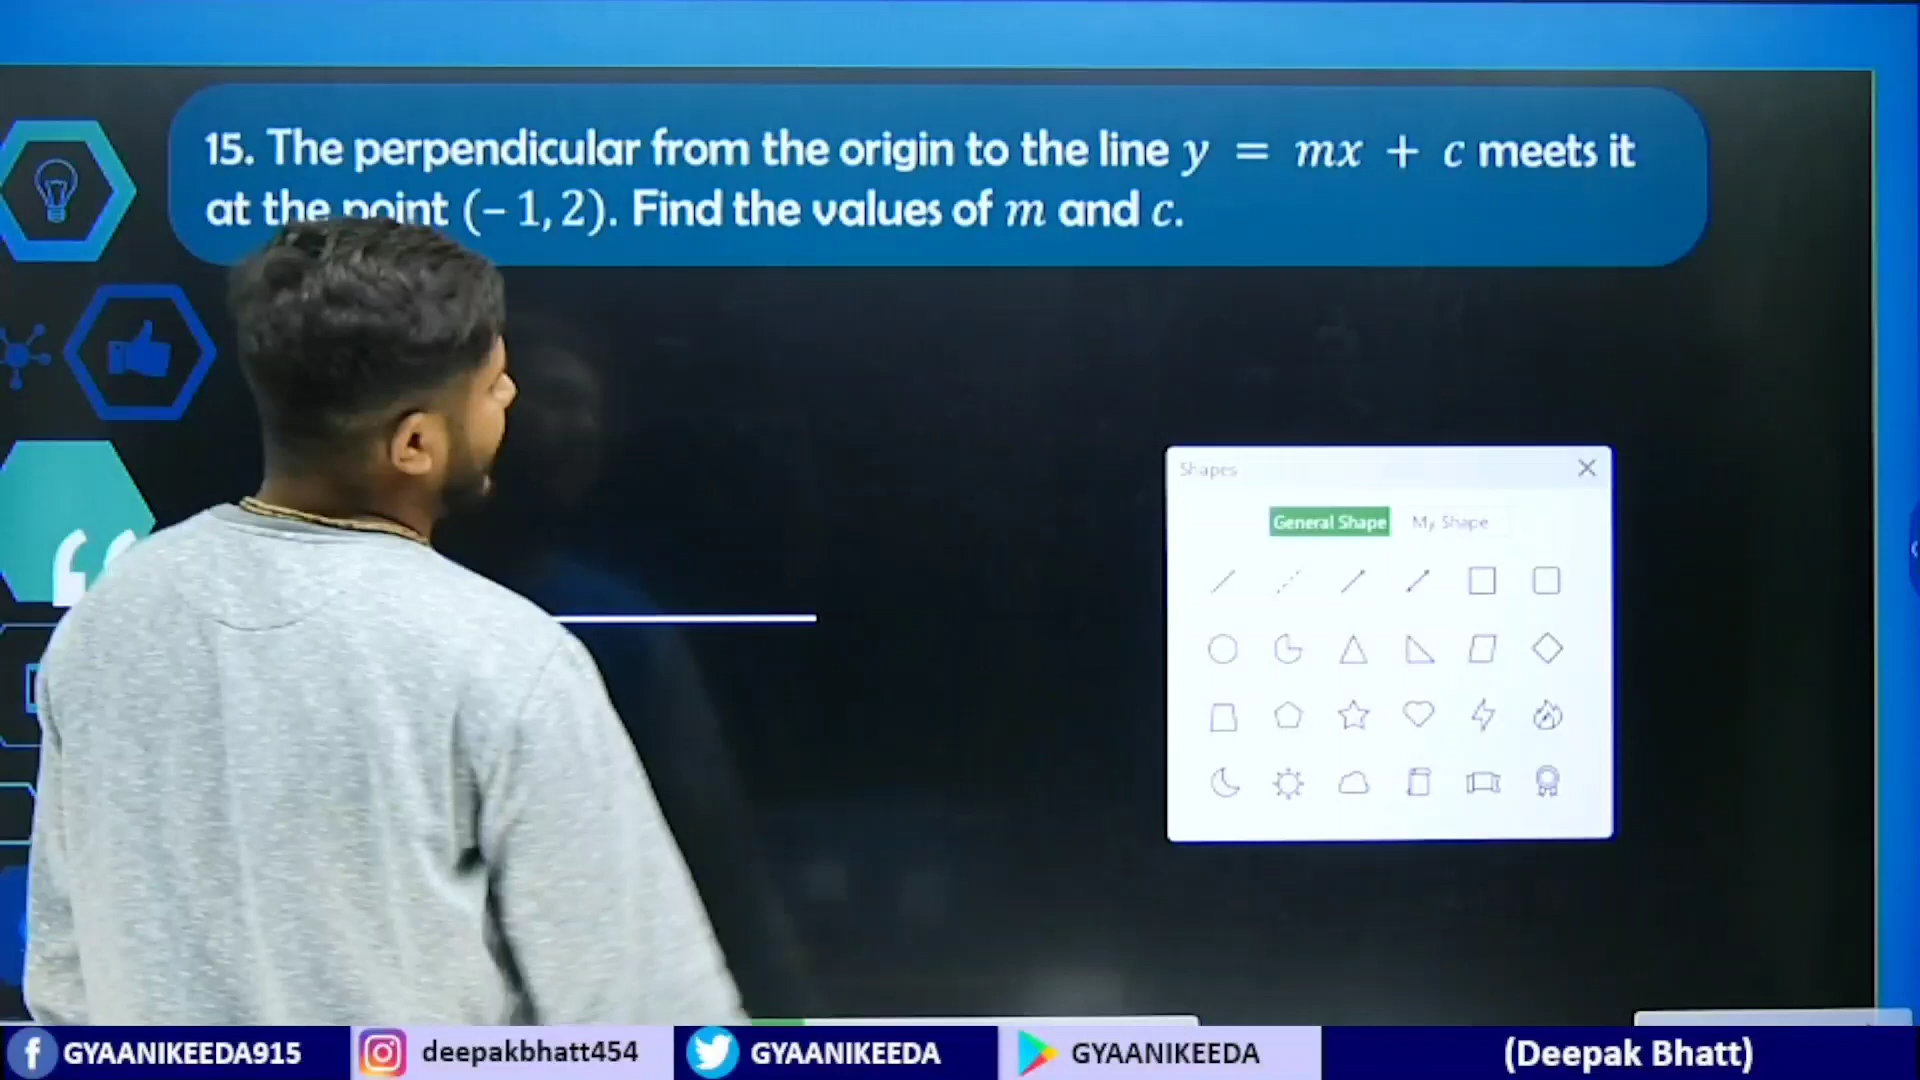 15. The perpendicular from the origin to the line y = mx + c meets it
at the point (– 1, 2). Find the values of m and c.
Shapes
General Shape My Shape
GYAANIKEEDA915 deepakbhatt454 GYAANIKEEDA GYAANIKEEDA (Deepak Bhatt)